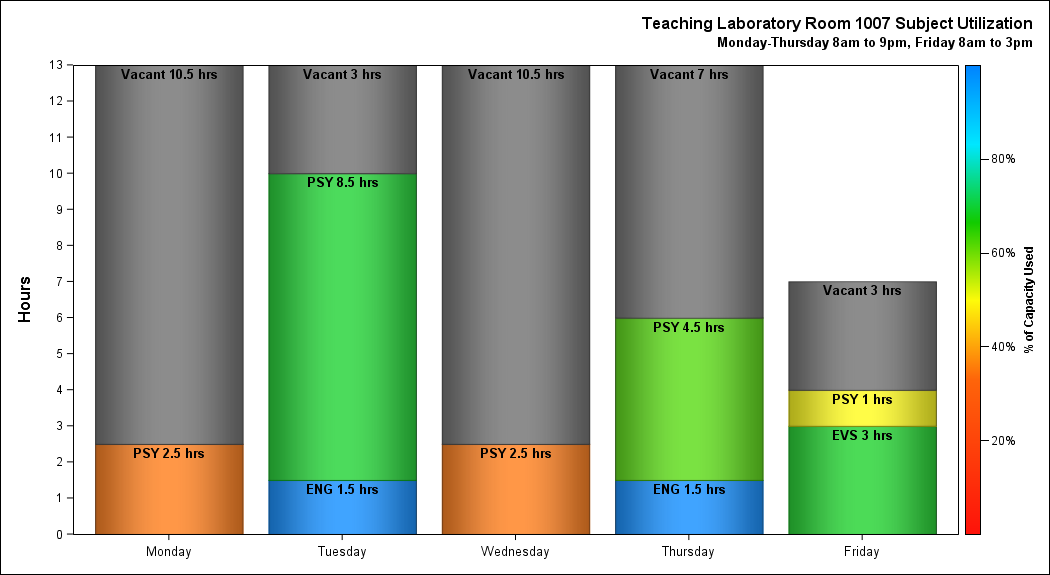 Teaching Laboratory Room 1007 Subject Utilization
Monday-Thursday 8am to 9pm, Friday 8am to 3pm
Hours
13
12
11
10
9
8
7
6
5
4
3
2
1
0
Vacant 10.5 hrs
PSY 2.5 hrs
Vacant 3 hrs
PSY 8.5 hrs
ENG 1.5 hrs
Vacant 10.5 hrs
PSY 2.5 hrs
Vacant 7 hrs
PSY 4.5 hrs
ENG 1.5 hrs
Vacant 3 hrs
PSY 1 hrs
EVS 3 hrs
Monday
Tuesday
Wednesday
Thursday
Friday
80%
60%
40%
20%
% of Capacity Used